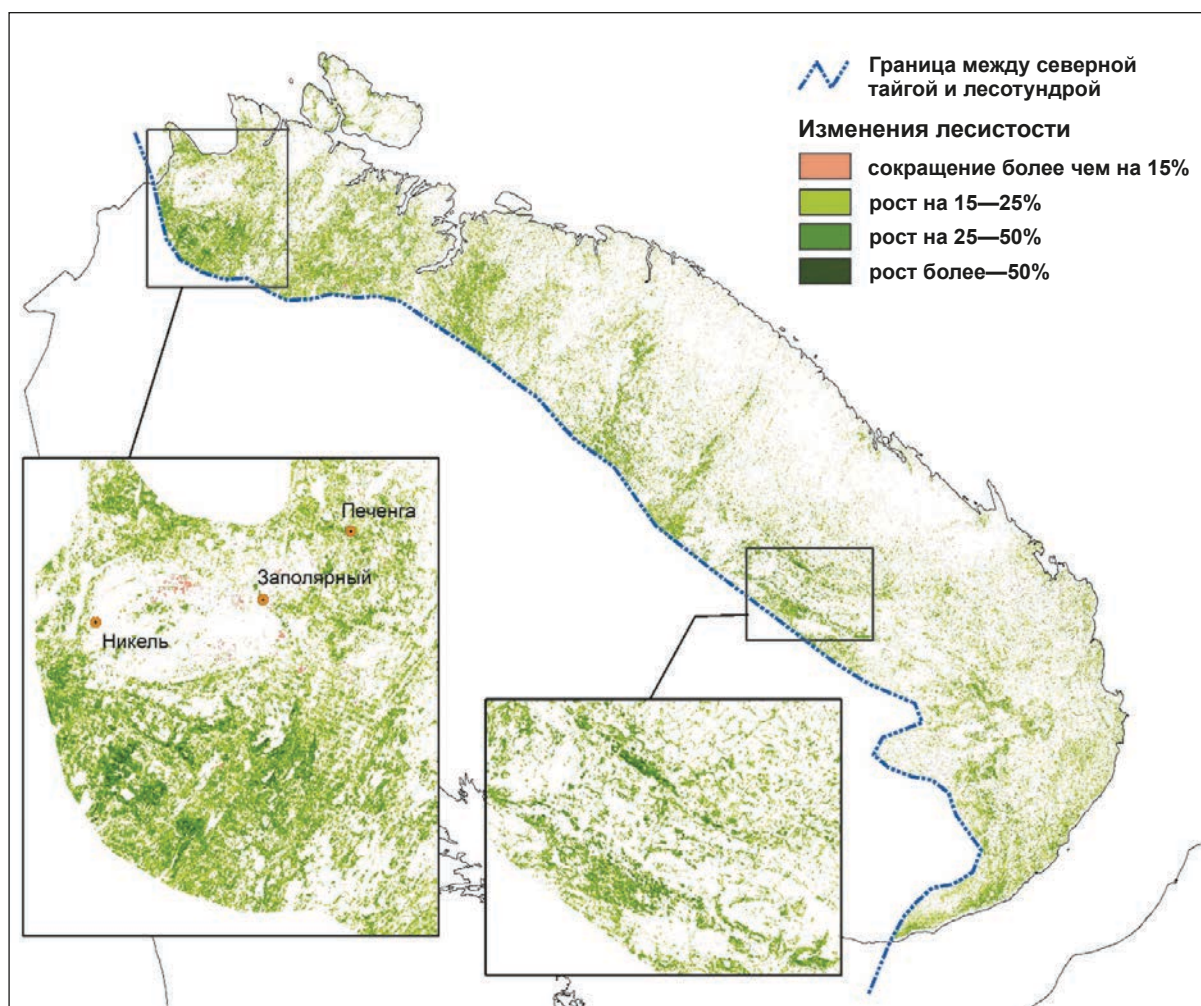 Граница между северной
тайгой и лесотундрой
Изменения лесистости
сокращение более чем на 15%
рост на 15—25%
рост на 25—50%
рост более—50%
Печенга
Заполярный
Никель